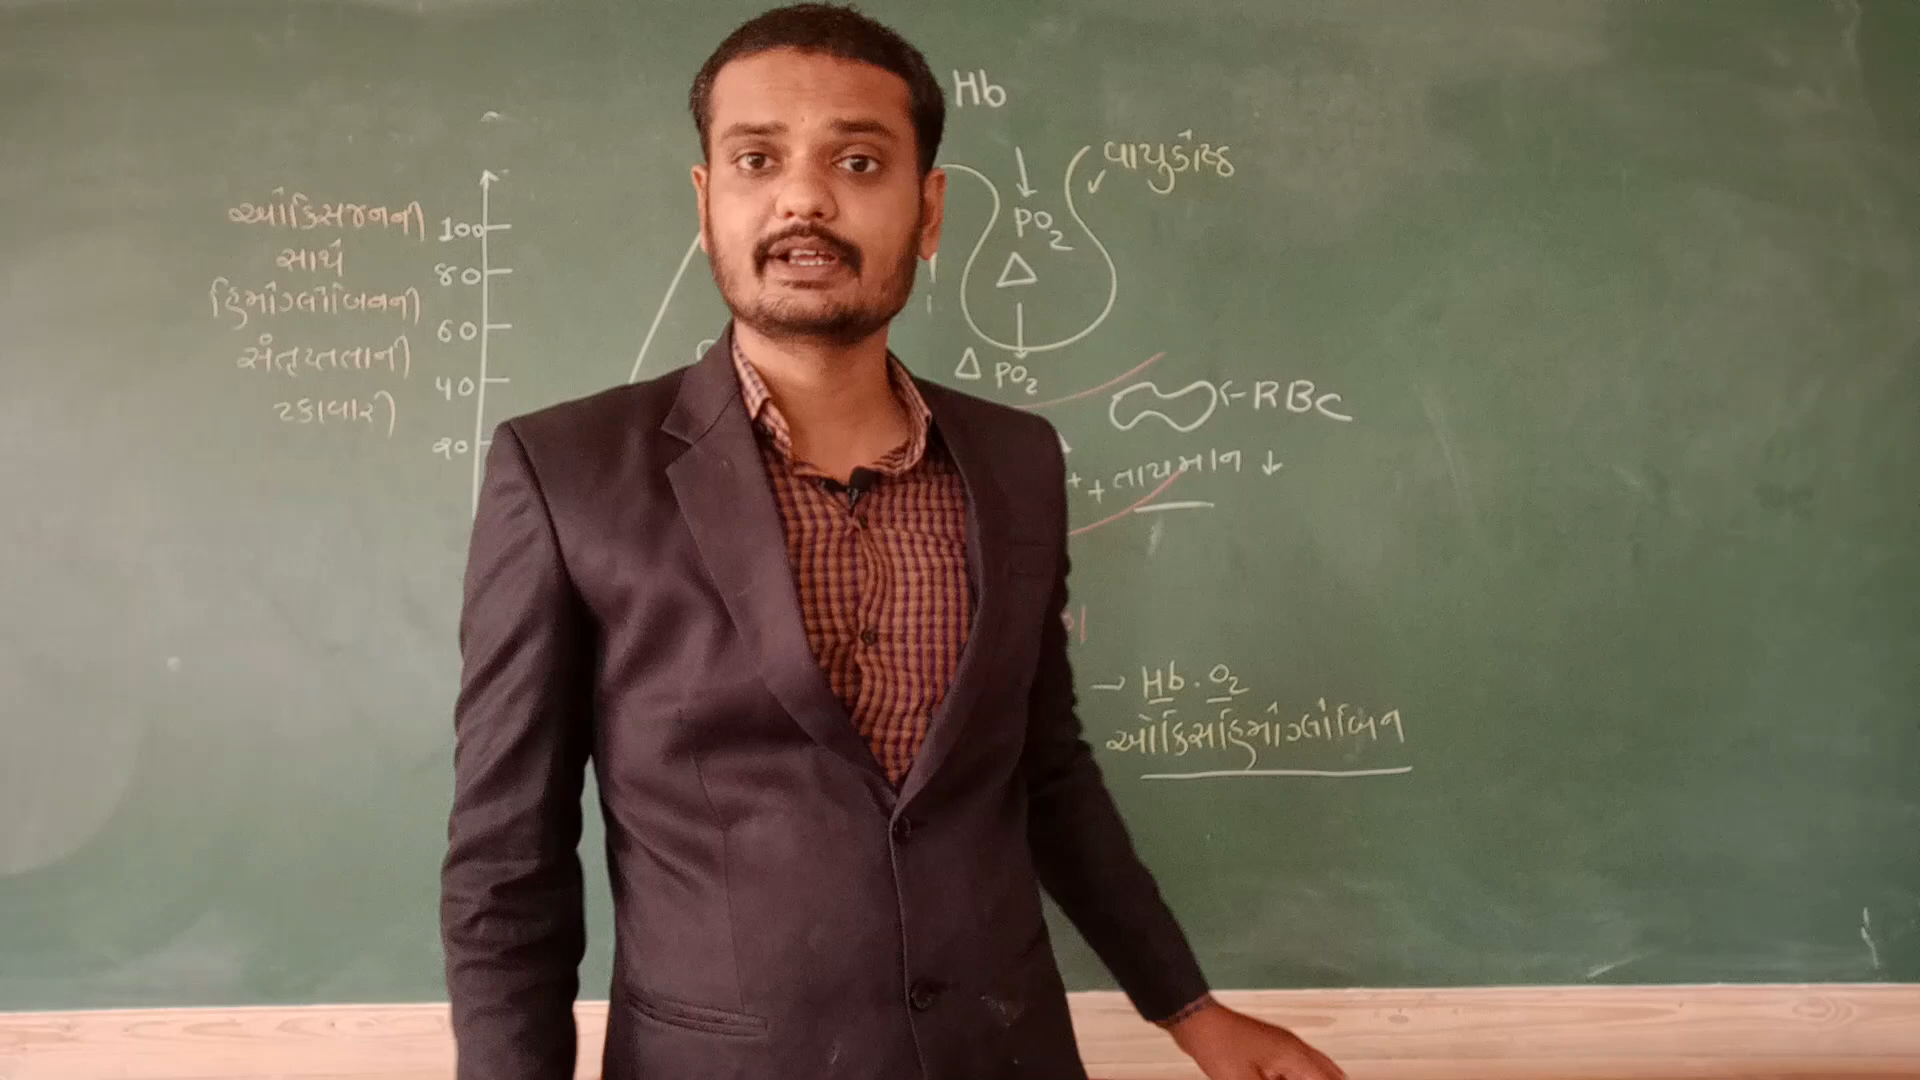 ઓક્સિજનની
સાથે
હિમોગ્લોબિનની
સંતૃપ્તતાની
ટકાવારી
100
80
60
40
20
Hb
વાયુકોષ્ઠ
PO2
Δ
Δ PO2
RBC
+ + તાપમાન ↓
→ Hb.O2
ઓક્સિહિમોગ્લોબિન